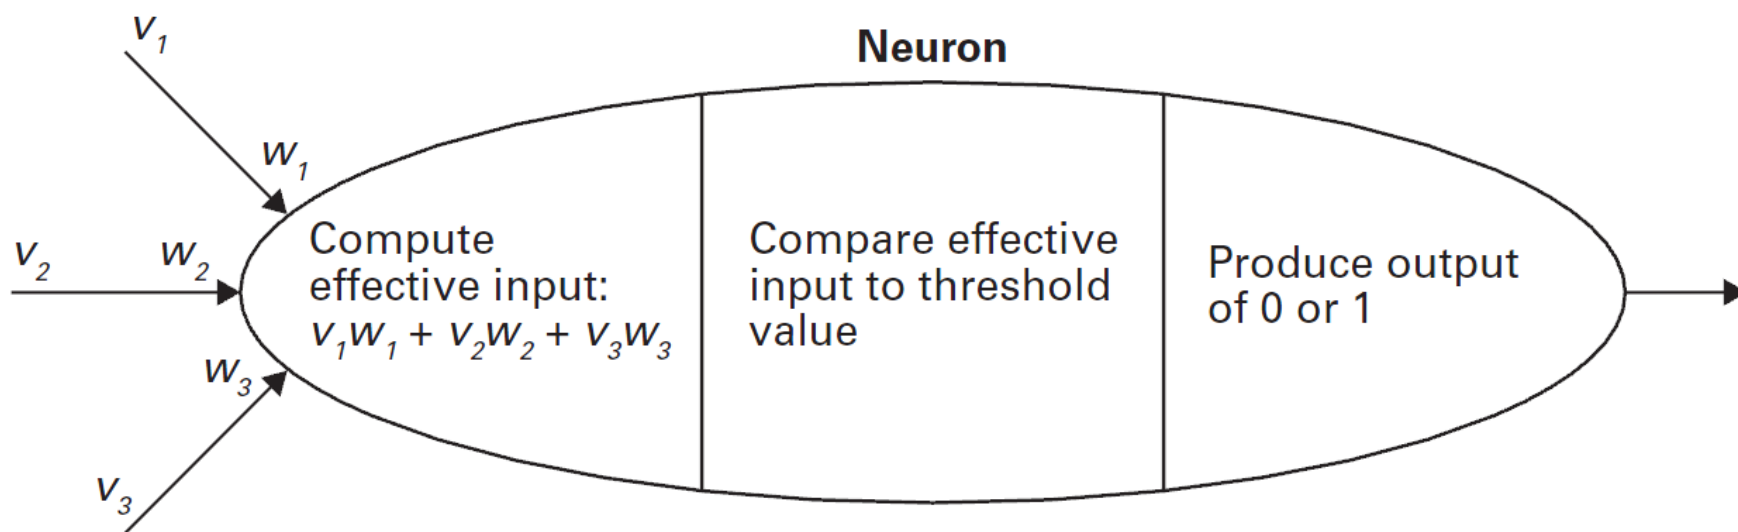 Neuron
v₁
w₁
v₂
w₂
w₃
v₃
Compute
effective input:
v₁w₁ + v₂w₂ + v₃w₃
Compare effective
input to threshold
value
Produce output
of 0 or 1